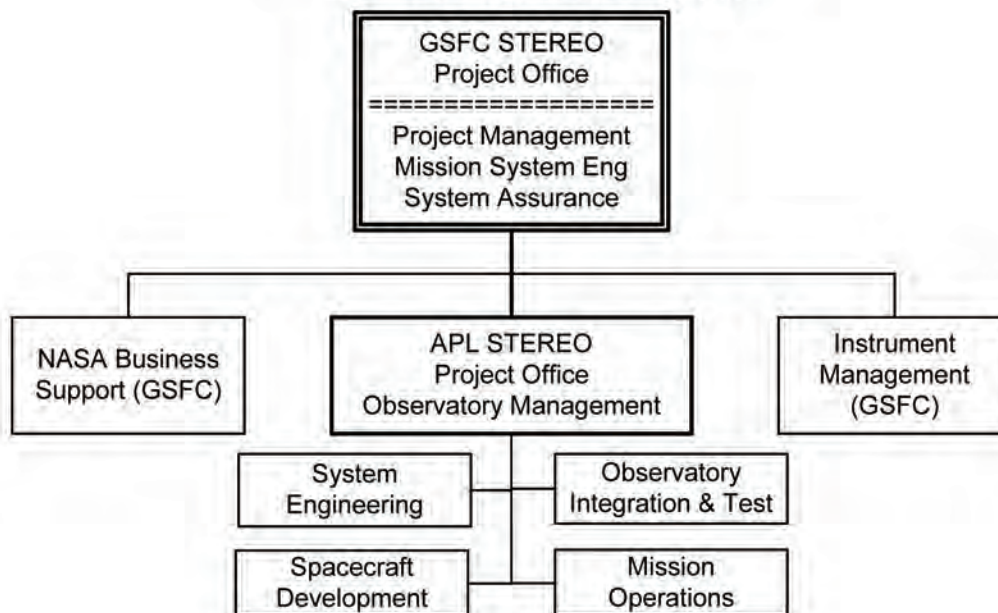 GSFC STEREO
Project Office
===================
Project Management
Mission System Eng
System Assurance
NASA Business
Support (GSFC)
APL STEREO
Project Office
Observatory Management
Instrument
Management
(GSFC)
System
Engineering
Observatory
Integration & Test
Spacecraft
Development
Mission
Operations